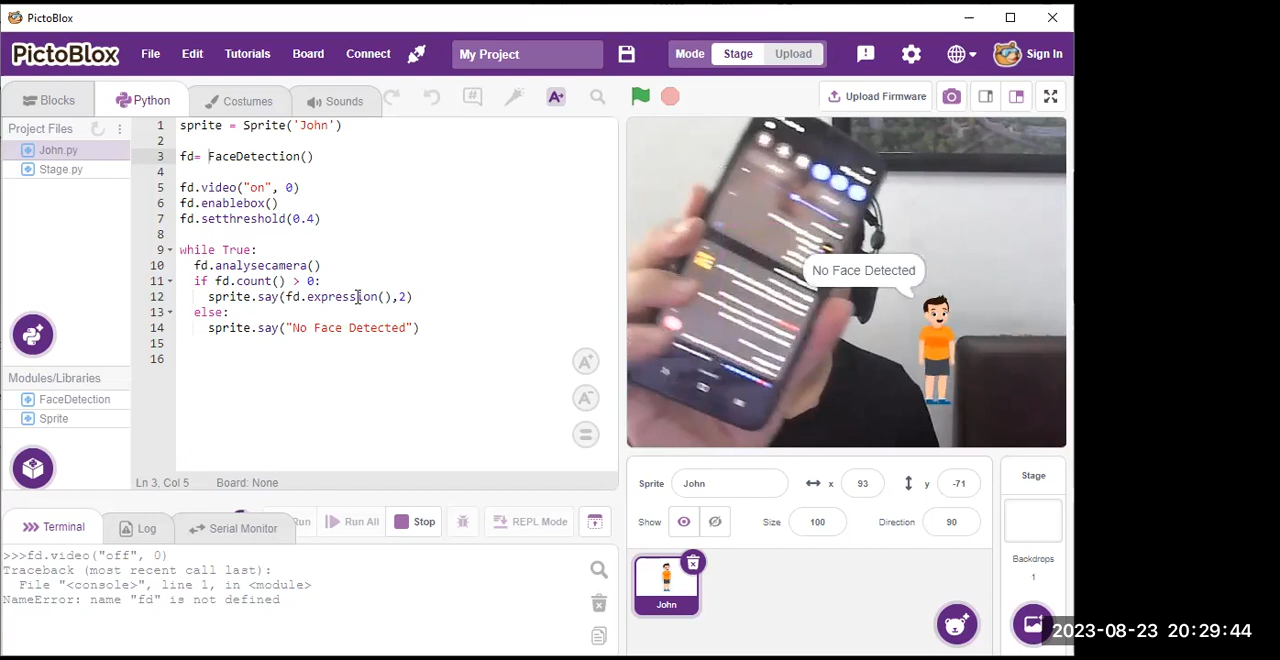 PictoBlox
PictoBlox File Edit Tutorials Board Connect My Project Mode Stage Upload Sign In
Blocks Python Costumes Sounds Upload Firmware
Project Files
John.py
Stage.py
1 sprite = Sprite('John')
2
3 fd= FaceDetection()
4
5 fd.video("on", 0)
6 fd.enablebox()
7 fd.setthreshold(0.4)
8
9 while True:
10 fd.analysecamera()
11 if fd.count() > 0:
12 sprite.say(fd.expression(),2)
13 else:
14 sprite.say("No Face Detected")
15
16
No Face Detected
Modules/Libraries
FaceDetection
Sprite
Ln 3, Col 5 Board: None
Sprite John x 93 y -71
Show Size 100 Direction 90
John
Stage
Backdrops
1
Terminal Log Serial Monitor Run Run All Stop REPL Mode
>>>fd.video("off", 0)
Traceback (most recent call last):
File "<console>", line 1, in <module>
NameError: name "fd" is not defined
2023-08-23 20:29:44